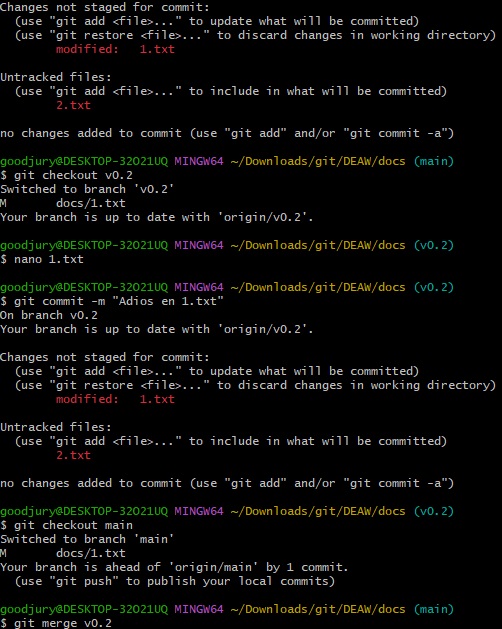 Changes not staged for commit:
  (use "git add <file>..." to update what will be committed)
  (use "git restore <file>..." to discard changes in working directory)
        modified:   1.txt

Untracked files:
  (use "git add <file>..." to include in what will be committed)
        2.txt

no changes added to commit (use "git add" and/or "git commit -a")

goodjury@DESKTOP-32O21UQ MINGW64 ~/Downloads/git/DEAW/docs (main)
$ git checkout v0.2
Switched to branch 'v0.2'
M       docs/1.txt
Your branch is up to date with 'origin/v0.2'.

goodjury@DESKTOP-32O21UQ MINGW64 ~/Downloads/git/DEAW/docs (v0.2)
$ nano 1.txt

goodjury@DESKTOP-32O21UQ MINGW64 ~/Downloads/git/DEAW/docs (v0.2)
$ git commit -m "Adios en 1.txt"
On branch v0.2
Your branch is up to date with 'origin/v0.2'.

Changes not staged for commit:
  (use "git add <file>..." to update what will be committed)
  (use "git restore <file>..." to discard changes in working directory)
        modified:   1.txt

Untracked files:
  (use "git add <file>..." to include in what will be committed)
        2.txt

no changes added to commit (use "git add" and/or "git commit -a")

goodjury@DESKTOP-32O21UQ MINGW64 ~/Downloads/git/DEAW/docs (v0.2)
$ git checkout main
Switched to branch 'main'
M       docs/1.txt
Your branch is ahead of 'origin/main' by 1 commit.
  (use "git push" to publish your local commits)

goodjury@DESKTOP-32O21UQ MINGW64 ~/Downloads/git/DEAW/docs (main)
$ git merge v0.2